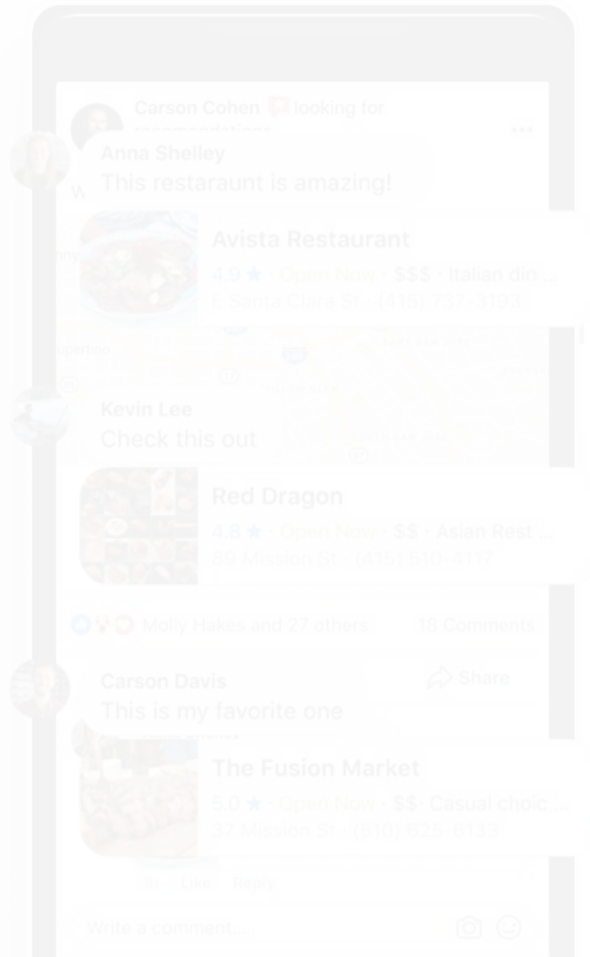 Carson Cohen looking for
Anna Shelley
This restaraunt is amazing!
Avista Restaurant
4.9 ★ · Open Now · $$$ · Italian din ...
6 Santa Clara St · (415) 737-3193
Kevin Lee
Check this out
Red Dragon
4.8 ★ · Open Now · $$ · Asian Rest ...
69 Mission St · (415) 510-4112
Molly Hakes and 27 others
18 Comments
Share
Carson Davis
This is my favorite one
The Fusion Market
5.0 ★ · Open Now · $$· Casual choic ...
37 Mission St · (510) 625-6133
Like Reply
Write a comment...